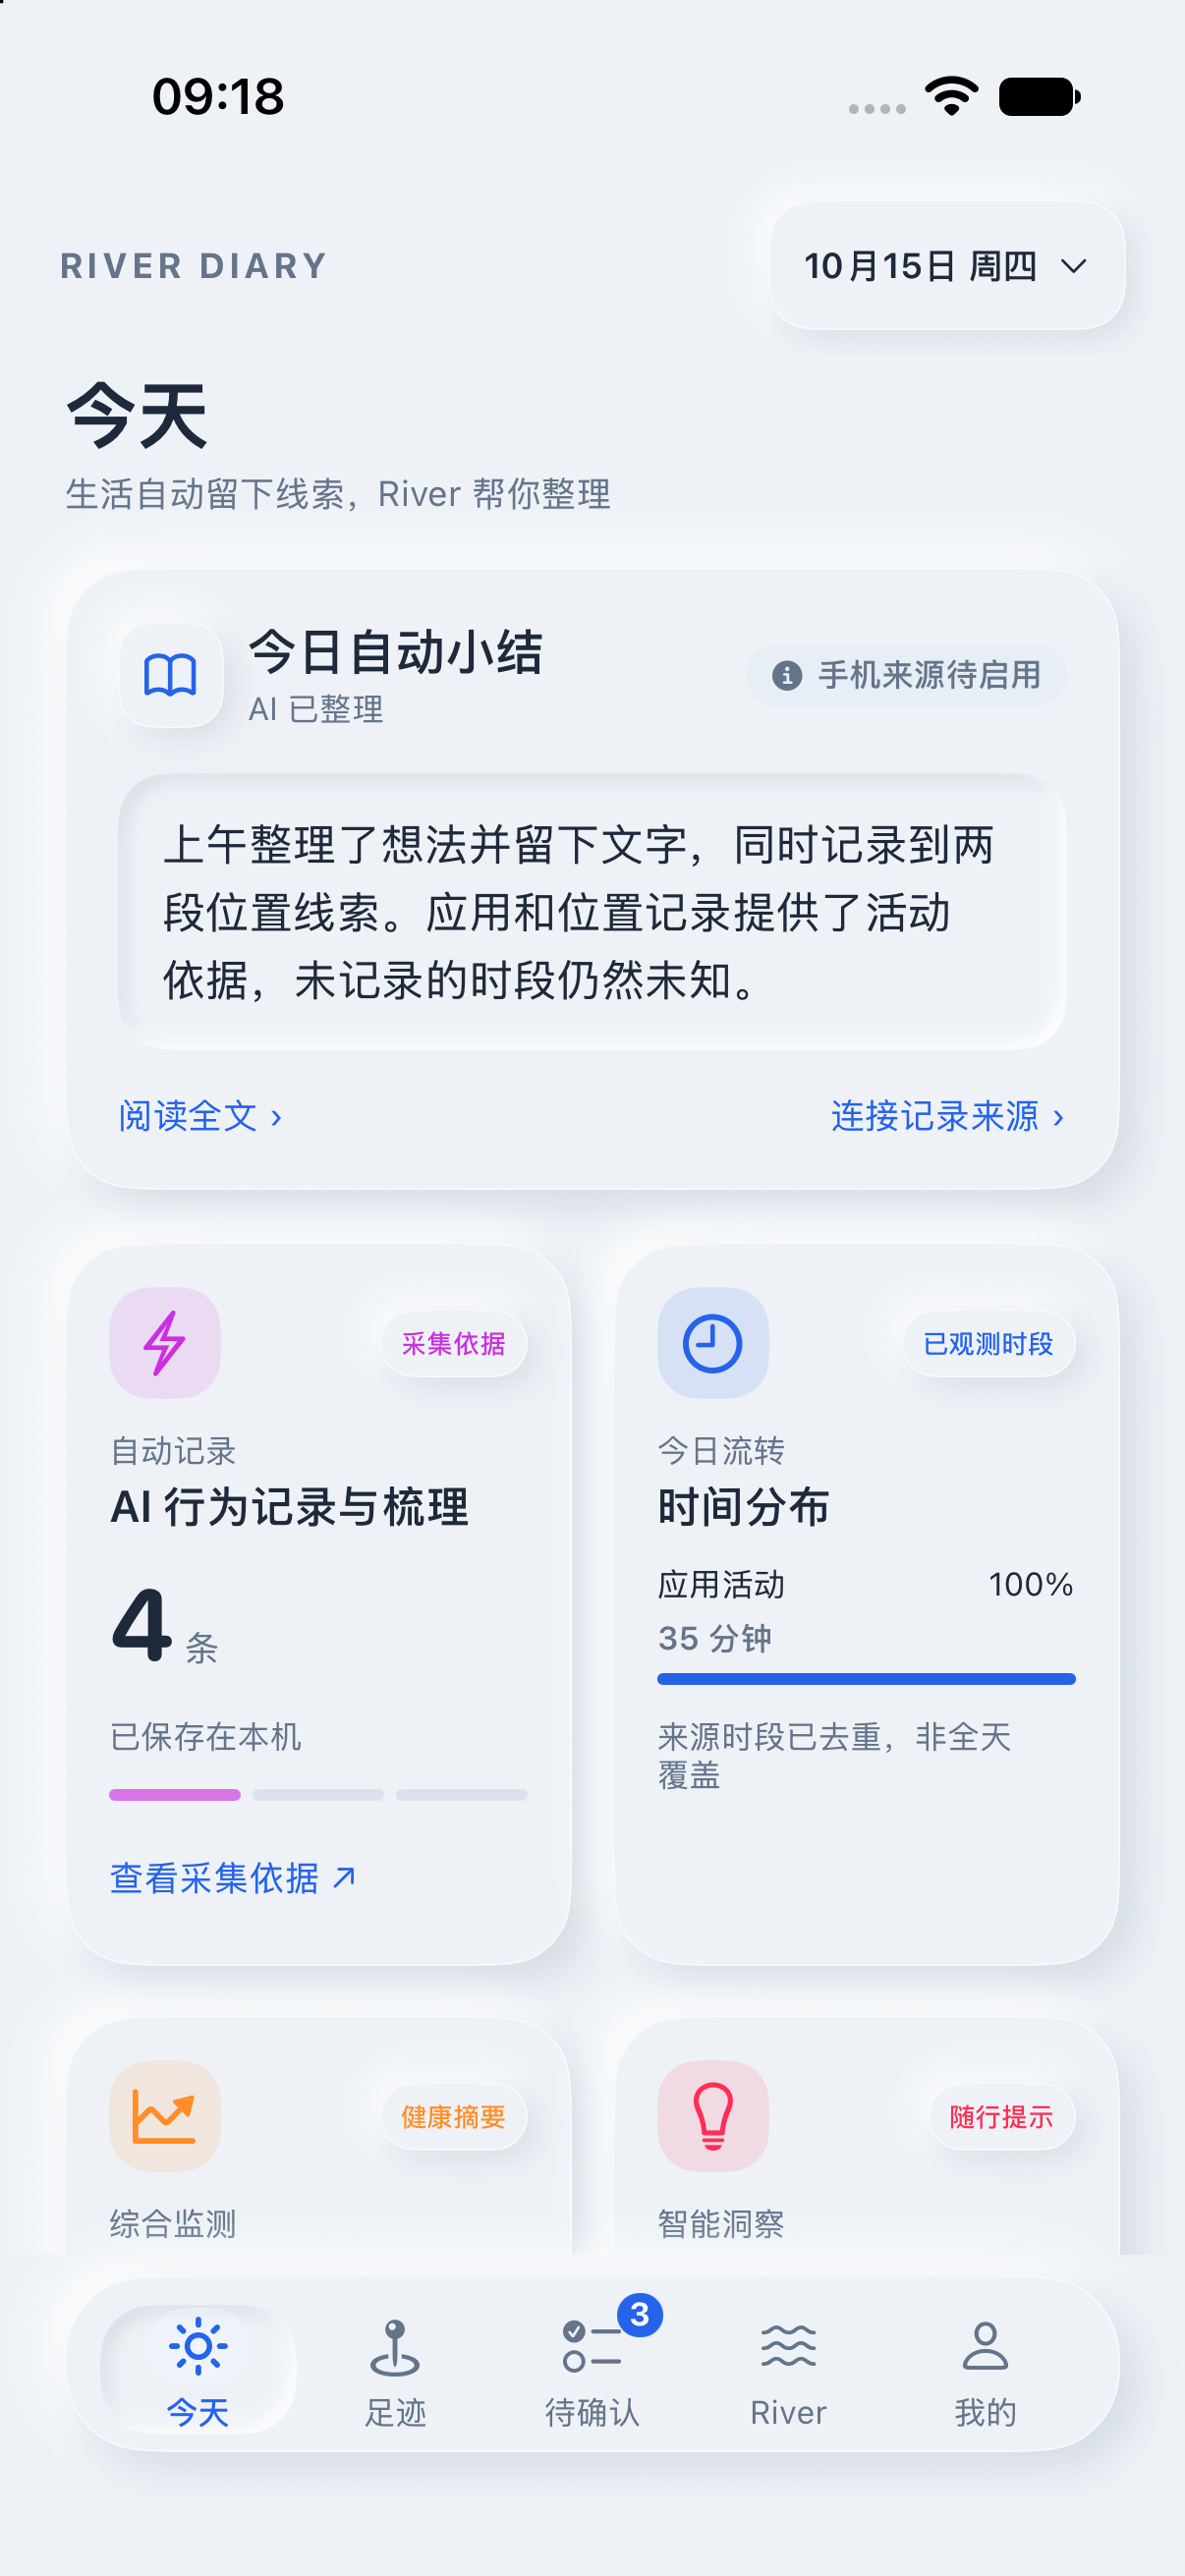 09:18
RIVER DIARY
10月15日 周四
今天
生活自动留下线索，River 帮你整理
今日自动小结
AI 已整理
手机来源待启用
上午整理了想法并留下文字，同时记录到两
段位置线索。应用和位置记录提供了活动
依据，未记录的时段仍然未知。
阅读全文 ›
连接记录来源 ›
采集依据
自动记录
AI 行为记录与梳理
4 条
已保存在本机
查看采集依据 ↗
已观测时段
今日流转
时间分布
应用活动 100%
35 分钟
来源时段已去重，非全天
覆盖
健康摘要
综合监测
随行提示
智能洞察
3
今天
足迹
待确认
River
我的